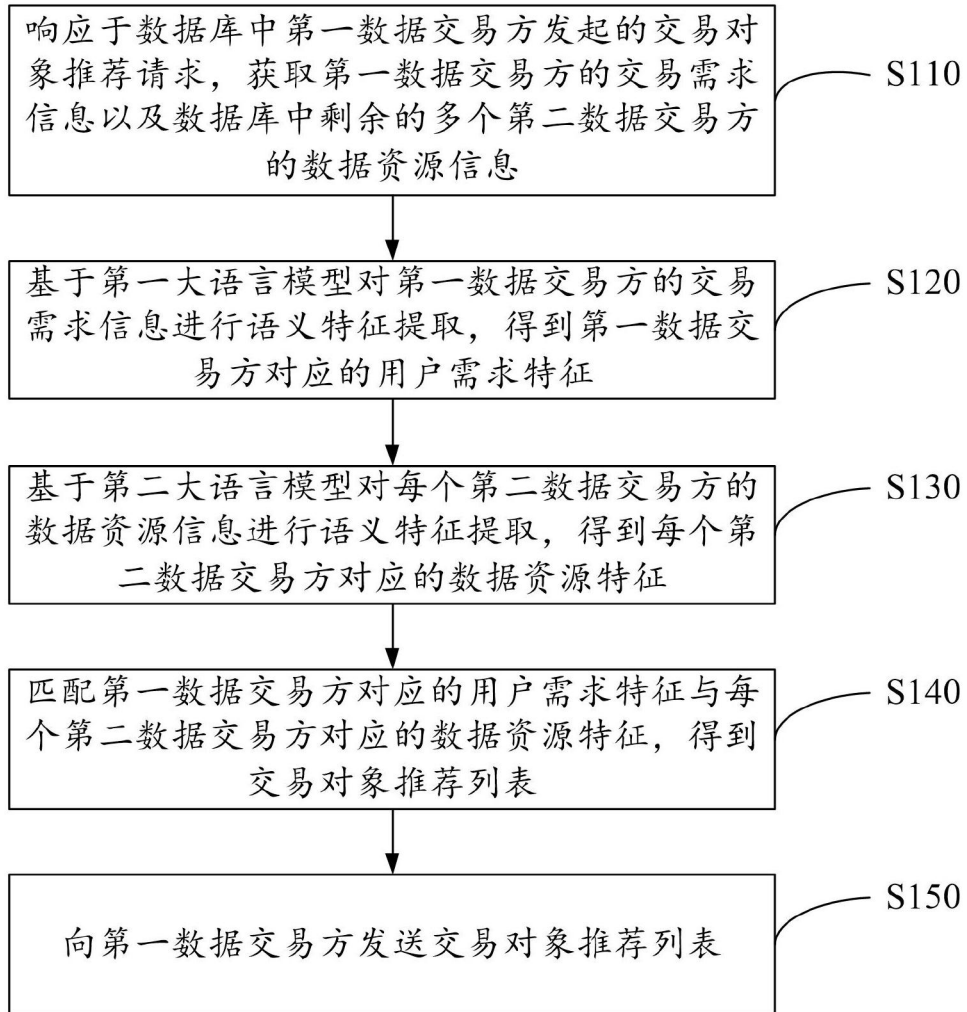 响应于数据库中第一数据交易方发起的交易对
象推荐请求，获取第一数据交易方的交易需求
信息以及数据库中剩余的多个第二数据交易方
的数据资源信息
S110
基于第一大语言模型对第一数据交易方的交易
需求信息进行语义特征提取，得到第一数据交
易方对应的用户需求特征
S120
基于第二大语言模型对每个第二数据交易方的
数据资源信息进行语义特征提取，得到每个第
二数据交易方对应的数据资源特征
S130
匹配第一数据交易方对应的用户需求特征与每
个第二数据交易方对应的数据资源特征，得到
交易对象推荐列表
S140
向第一数据交易方发送交易对象推荐列表
S150